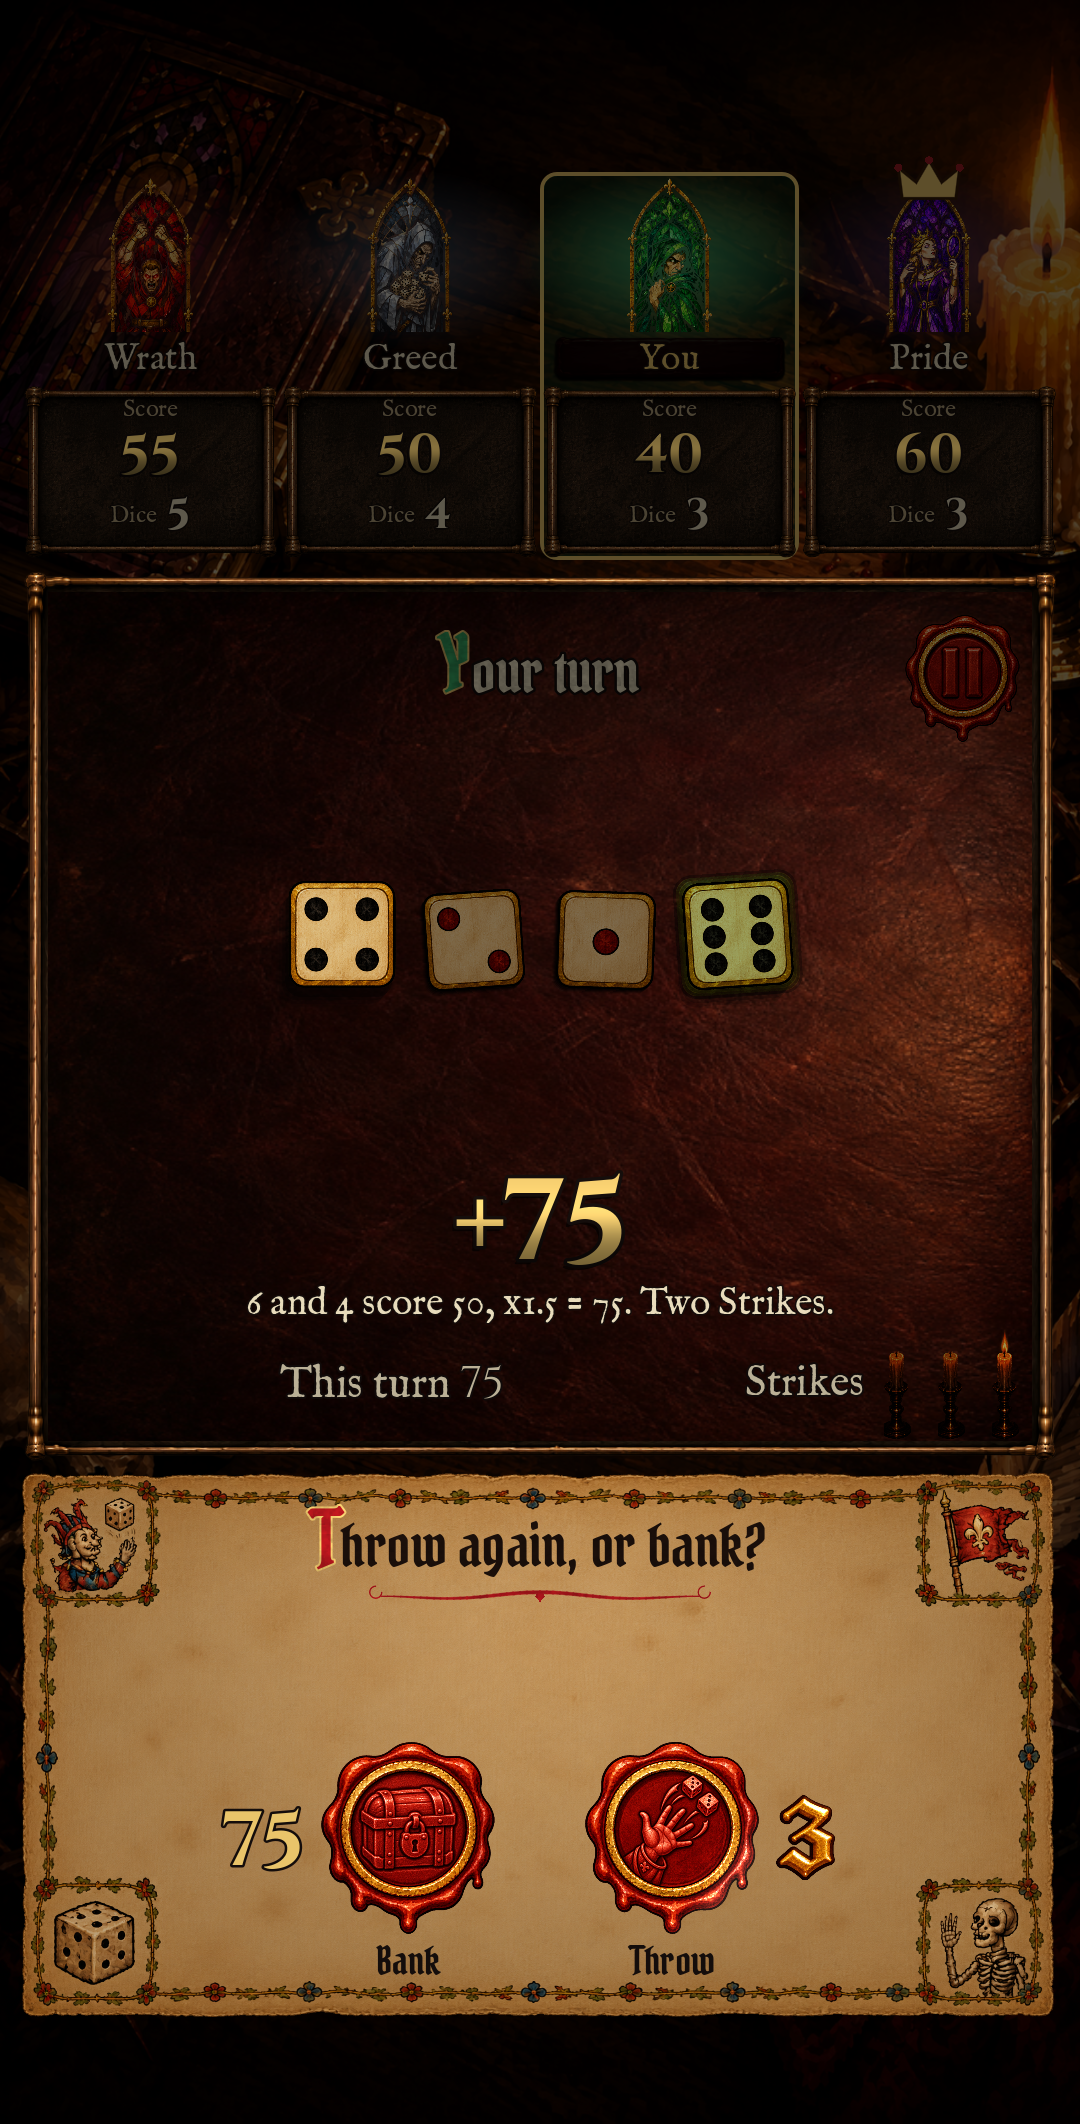 Wrath
Greed
You
Pride
Score
55
Dice 5
Score
50
Dice 4
Score
40
Dice 3
Score
60
Dice 3
Your turn
+75
6 and 4 score 50, x1.5 = 75. Two Strikes.
This turn 75
Strikes
Throw again, or bank?
75
3
Bank
Throw